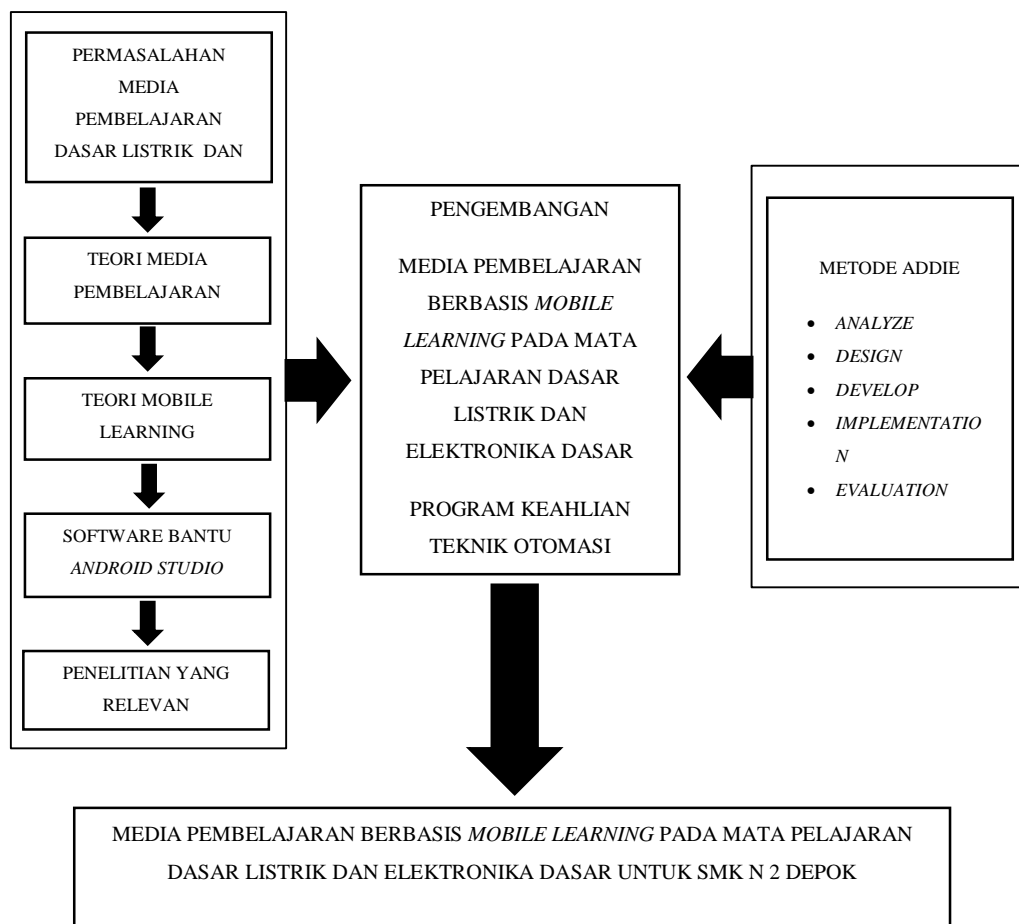 PERMASALAHAN
MEDIA
PEMBELAJARAN
DASAR LISTRIK DAN
TEORI MEDIA
PEMBELAJARAN
TEORI MOBILE
LEARNING
SOFTWARE BANTU
ANDROID STUDIO
PENELITIAN YANG
RELEVAN
PENGEMBANGAN
MEDIA PEMBELAJARAN
BERBASIS MOBILE
LEARNING PADA MATA
PELAJARAN DASAR
LISTRIK DAN
ELEKTRONIKA DASAR
PROGRAM KEAHLIAN
TEKNIK OTOMASI
METODE ADDIE
• ANALYZE
• DESIGN
• DEVELOP
• IMPLEMENTATIO
N
• EVALUATION
MEDIA PEMBELAJARAN BERBASIS MOBILE LEARNING PADA MATA PELAJARAN
DASAR LISTRIK DAN ELEKTRONIKA DASAR UNTUK SMK N 2 DEPOK